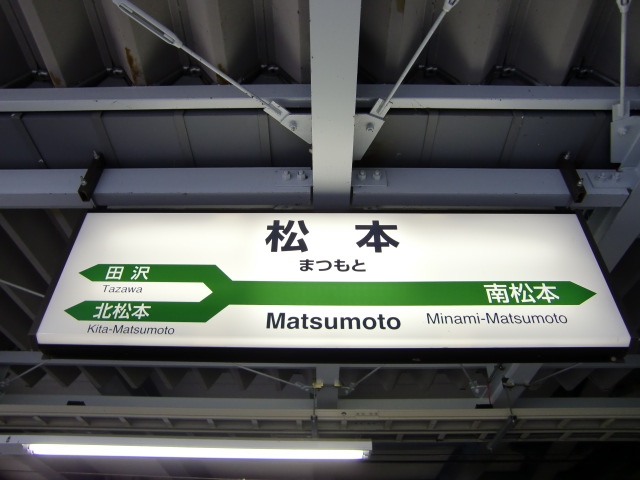 松本
まつもと
Matsumoto
田沢
Tazawa
北松本
Kita-Matsumoto
南松本
Minami-Matsumoto